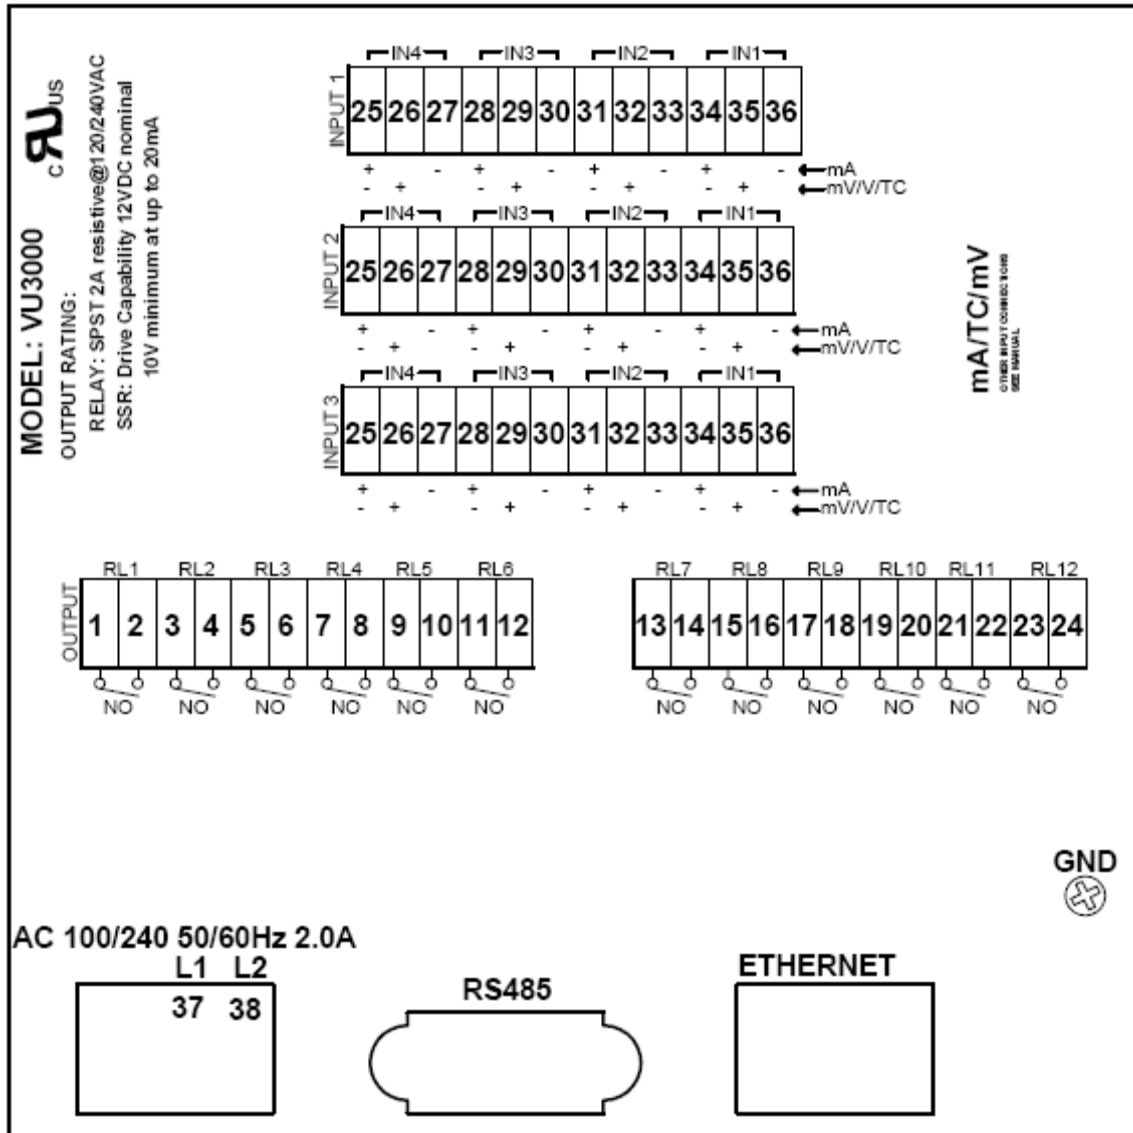 MODEL: VU3000
c RU US
OUTPUT RATING:
RELAY: SPST 2A resistive@120/240VAC
SSR: Drive Capability 12VDC nominal
10V minimum at up to 20mA
IN4 IN3 IN2 IN1
INPUT 1
25 26 27 28 29 30 31 32 33 34 35 36
+ - + - + - + - mA
- + - + - + - + mV/V/TC
IN4 IN3 IN2 IN1
INPUT 2
25 26 27 28 29 30 31 32 33 34 35 36
+ - + - + - + - mA
- + - + - + - + mV/V/TC
IN4 IN3 IN2 IN1
INPUT 3
25 26 27 28 29 30 31 32 33 34 35 36
+ - + - + - + - mA
- + - + - + - + mV/V/TC
mA/TC/mV
OTHER INPUT CONNECTIONS
SEE MANUAL
RL1 RL2 RL3 RL4 RL5 RL6 RL7 RL8 RL9 RL10 RL11 RL12
OUTPUT
1 2 3 4 5 6 7 8 9 10 11 12 13 14 15 16 17 18 19 20 21 22 23 24
NO NO NO NO NO NO NO NO NO NO NO NO
GND
AC 100/240 50/60Hz 2.0A
L1 L2
37 38
RS485
ETHERNET